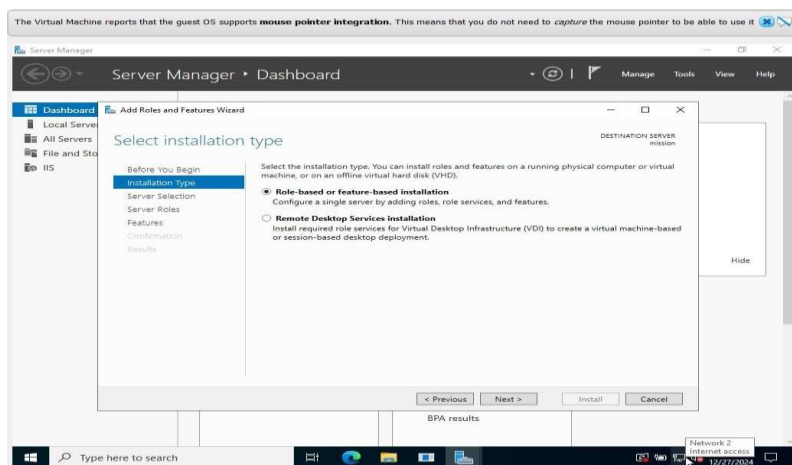 The Virtual Machine reports that the guest OS supports mouse pointer integration. This means that you do not need to capture the mouse pointer to be able to use it
Server Manager
Server Manager • Dashboard
Manage Tools View Help
Dashboard
Local Serve
All Servers
File and Sto
IIS
Add Roles and Features Wizard
Select installation type
DESTINATION SERVER
mission
Before You Begin
Installation Type
Server Selection
Server Roles
Features
Confirmation
Results
Select the installation type. You can install roles and features on a running physical computer or virtual
machine, or on an offline virtual hard disk (VHD).
Role-based or feature-based installation
Configure a single server by adding roles, role services, and features.
Remote Desktop Services installation
Install required role services for Virtual Desktop Infrastructure (VDI) to create a virtual machine-based
or session-based desktop deployment.
Hide
< Previous Next > Install Cancel
BPA results
Network 2
Internet access
Type here to search
12/27/2024